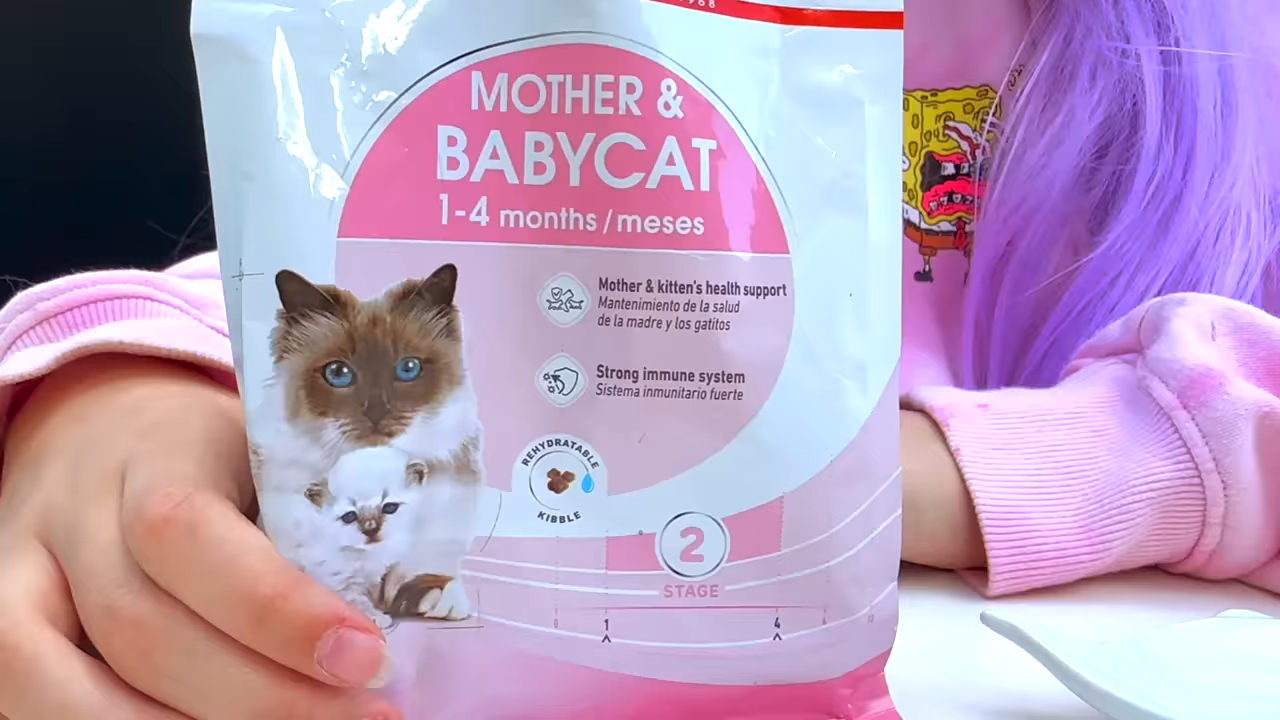 MOTHER &
BABYCAT
1-4 months/meses
Mother & kitten's health support
Mantenimiento de la salud
de la madre y los gatitos
Strong immune system
Sistema inmunitario fuerte
REHYDRATABLE
KIBBLE
2
STAGE
0
1
4